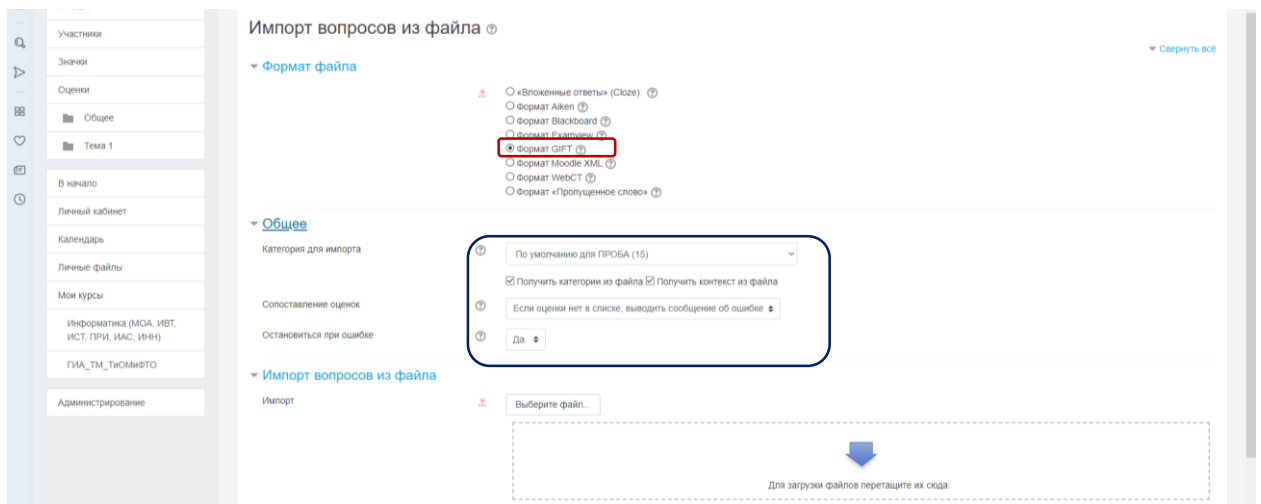 Участники
Значки
Оценки
Общее
Тема 1
В начало
Личный кабинет
Календарь
Личные файлы
Мои курсы
Информатика (МОА, ИВТ,
ИСТ, ПРИ, ИАС, ИНН)
ГИА_ТМ_ТиОМиФТО
Администрирование
Импорт вопросов из файла
Свернуть всё
Формат файла
«Вложенные ответы» (Cloze)
Формат Aiken
Формат Blackboard
Формат Examview
Формат GIFT
Формат Moodle XML
Формат WebCT
Формат «Пропущенное слово»
Общее
Категория для импорта
По умолчанию для ПРОБА (15)
Получить категории из файла Получить контекст из файла
Сопоставление оценок
Если оценки нет в списке, выводить сообщение об ошибке
Остановиться при ошибке
Да
Импорт вопросов из файла
Импорт
Выберите файл...
Для загрузки файлов перетащите их сюда.